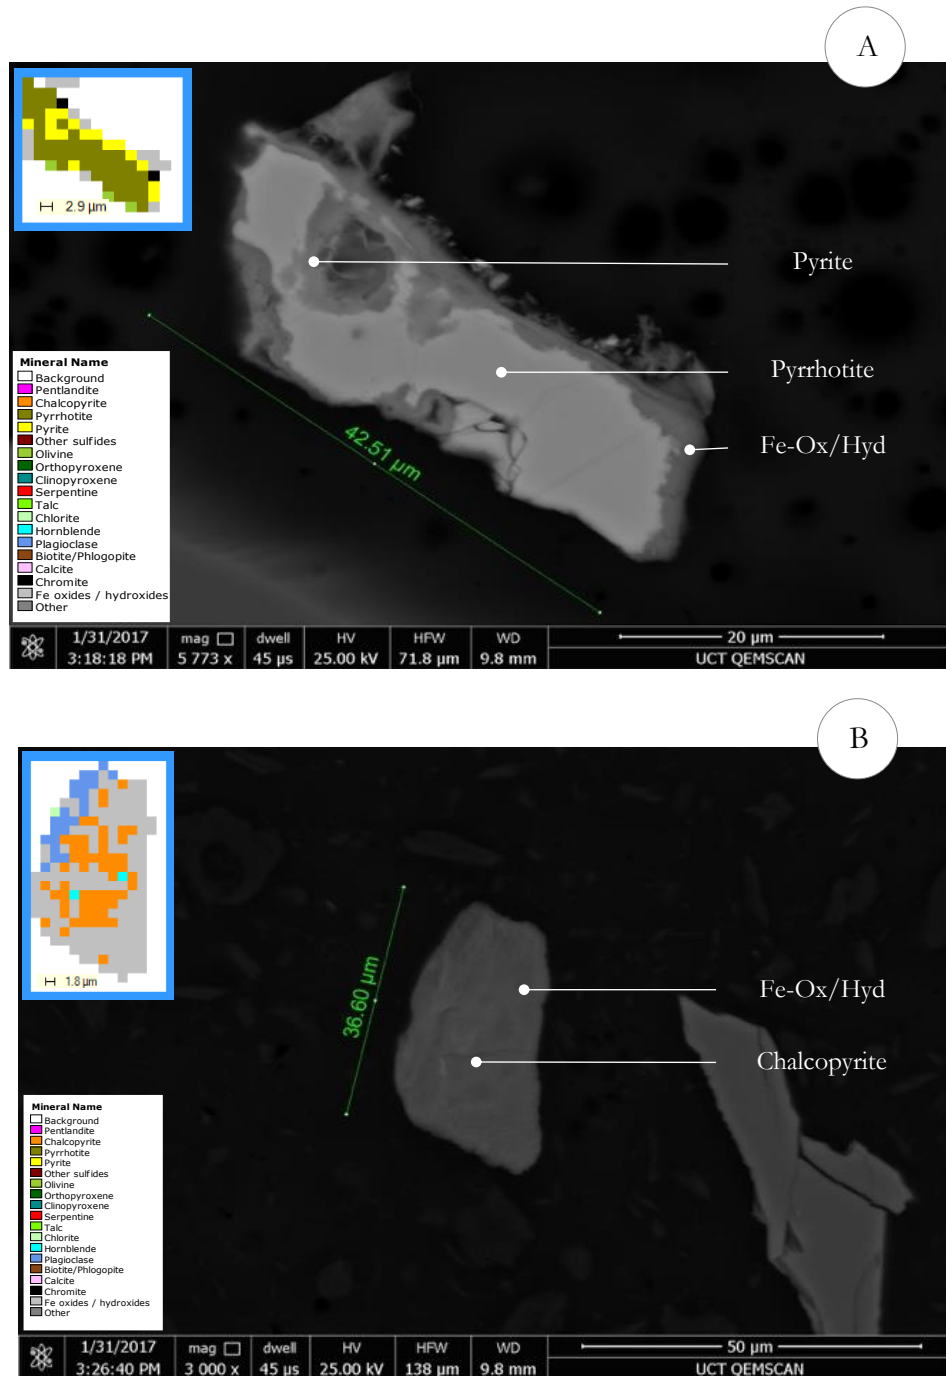 A
2.9 µm
Pyrite
Pyrrhotite
Fe-Ox/Hyd
42.51 µm
Mineral Name
Background
Pentlandite
Chalcopyrite
Pyrrhotite
Pyrite
Other sulfides
Olivine
Orthopyroxene
Clinopyroxene
Serpentine
Talc
Chlorite
Hornblende
Plagioclase
Biotite/Phlogopite
Calcite
Chromite
Fe oxides / hydroxides
Other
1/31/2017 mag dwell HV HFW WD 20 µm
3:18:18 PM 5 773 x 45 µs 25.00 kV 71.8 µm 9.8 mm UCT QEMSCAN
B
1.8 µm
36.60 µm
Fe-Ox/Hyd
Chalcopyrite
Mineral Name
Background
Pentlandite
Chalcopyrite
Pyrrhotite
Pyrite
Other sulfides
Olivine
Orthopyroxene
Clinopyroxene
Serpentine
Talc
Chlorite
Hornblende
Plagioclase
Biotite/Phlogopite
Calcite
Chromite
Fe oxides / hydroxides
Other
1/31/2017 mag dwell HV HFW WD 50 µm
3:26:40 PM 3 000 x 45 µs 25.00 kV 138 µm 9.8 mm UCT QEMSCAN